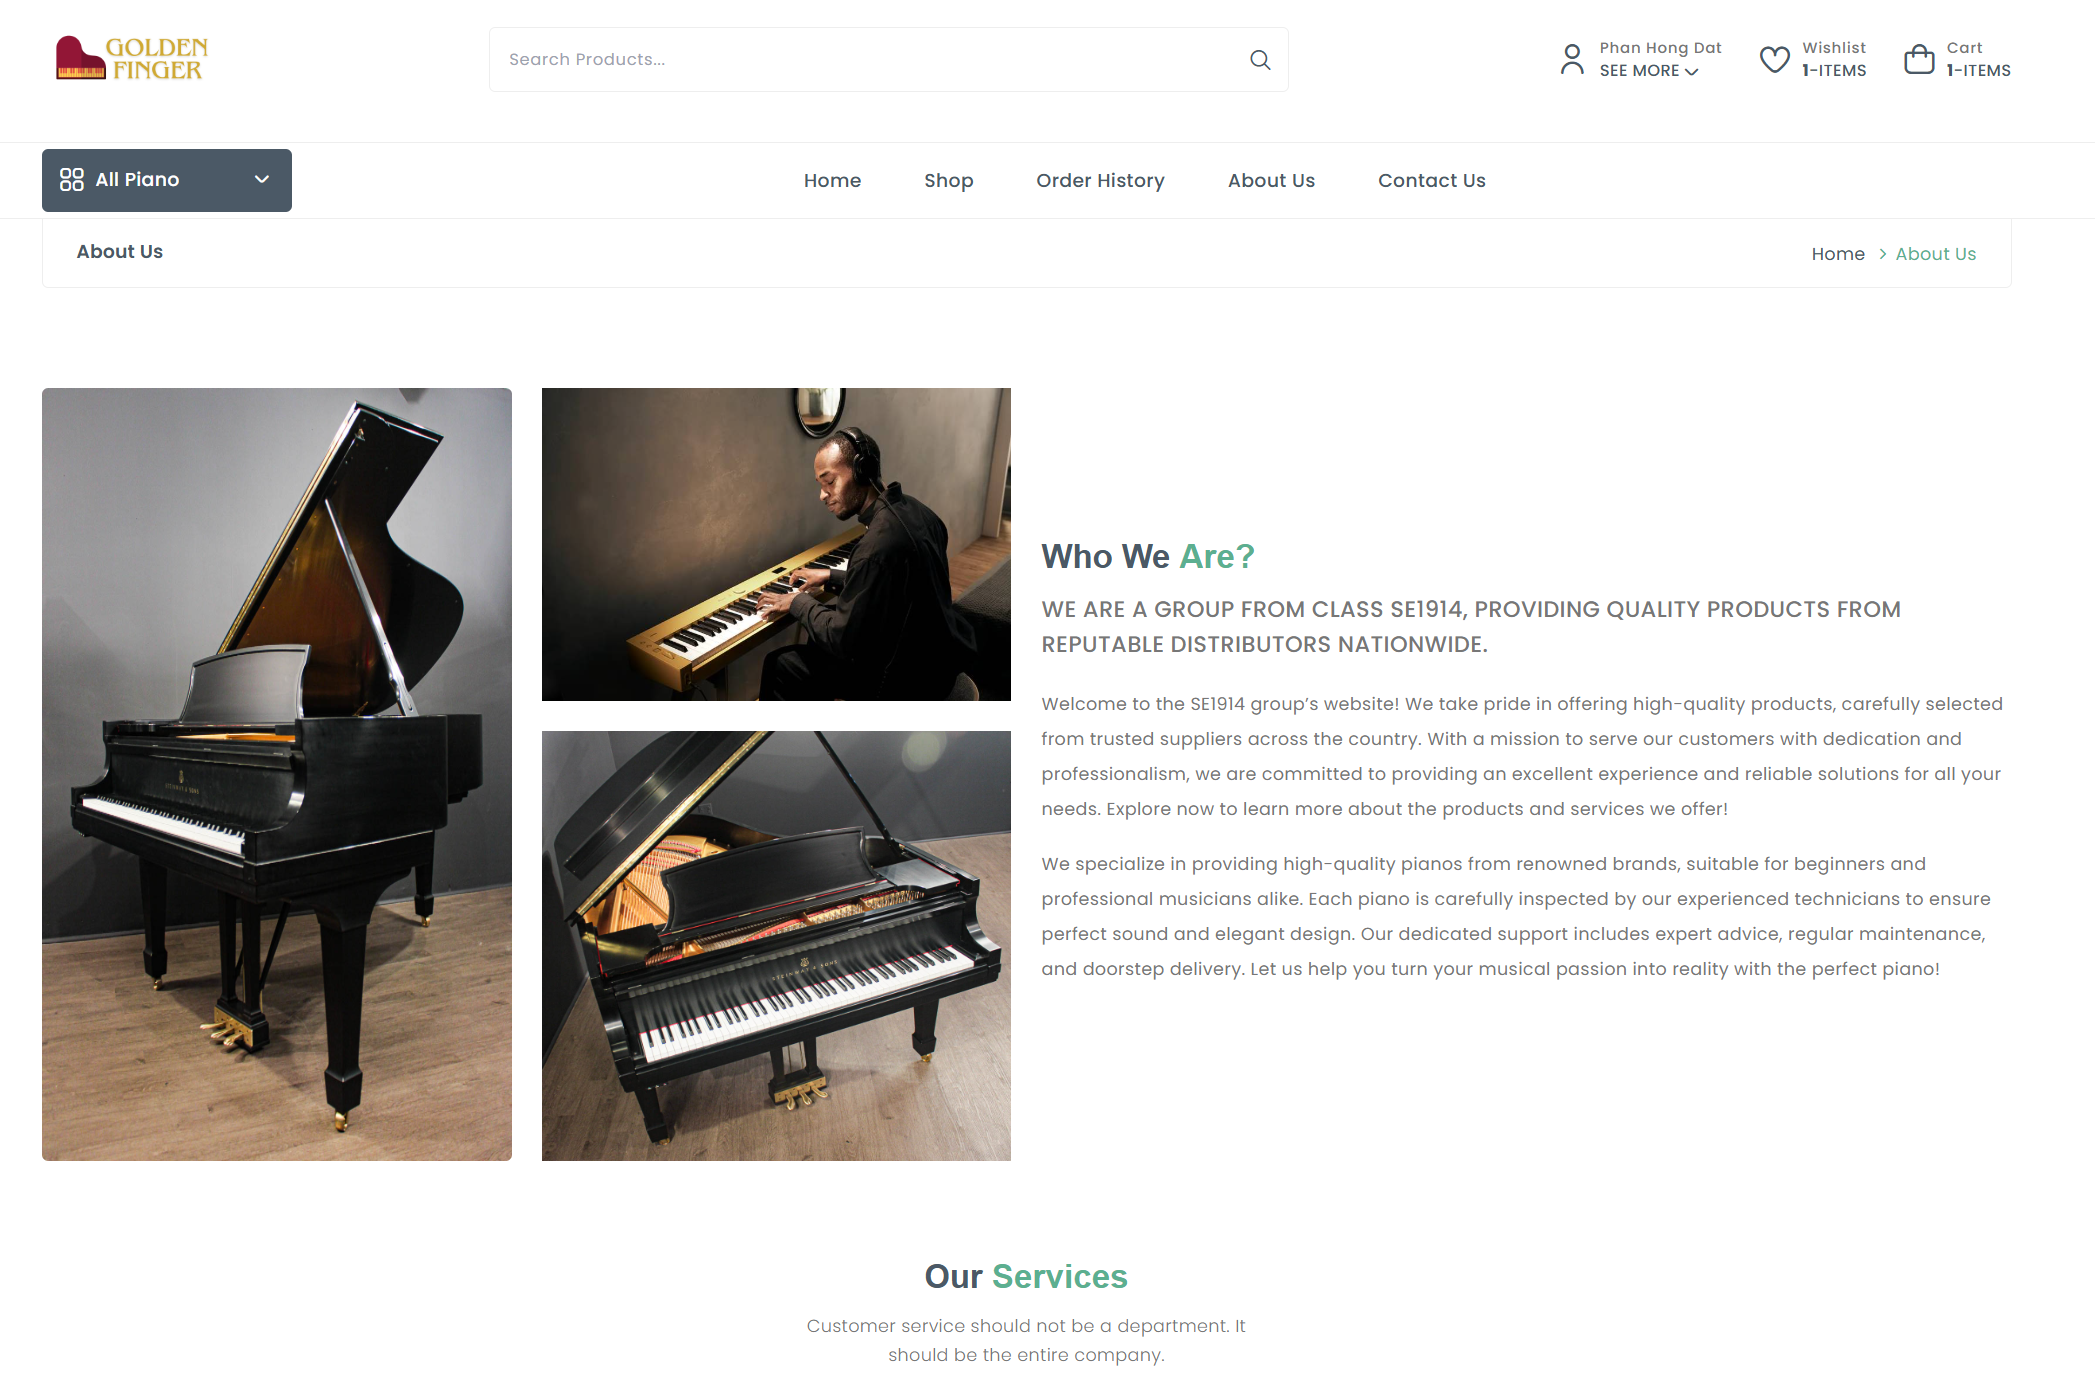 GOLDEN
FINGER
Search Products...
Phan Hong Dat
SEE MORE
Wishlist
1-ITEMS
Cart
1-ITEMS
All Piano
Home
Shop
Order History
About Us
Contact Us
About Us
Home > About Us
STEINWAY & SONS
STEINWAY & SONS
Who We Are?
WE ARE A GROUP FROM CLASS SE1914, PROVIDING QUALITY PRODUCTS FROM
REPUTABLE DISTRIBUTORS NATIONWIDE.
Welcome to the SE1914 group's website! We take pride in offering high-quality products, carefully selected
from trusted suppliers across the country. With a mission to serve our customers with dedication and
professionalism, we are committed to providing an excellent experience and reliable solutions for all your
needs. Explore now to learn more about the products and services we offer!
We specialize in providing high-quality pianos from renowned brands, suitable for beginners and
professional musicians alike. Each piano is carefully inspected by our experienced technicians to ensure
perfect sound and elegant design. Our dedicated support includes expert advice, regular maintenance,
and doorstep delivery. Let us help you turn your musical passion into reality with the perfect piano!
Our Services
Customer service should not be a department. It
should be the entire company.